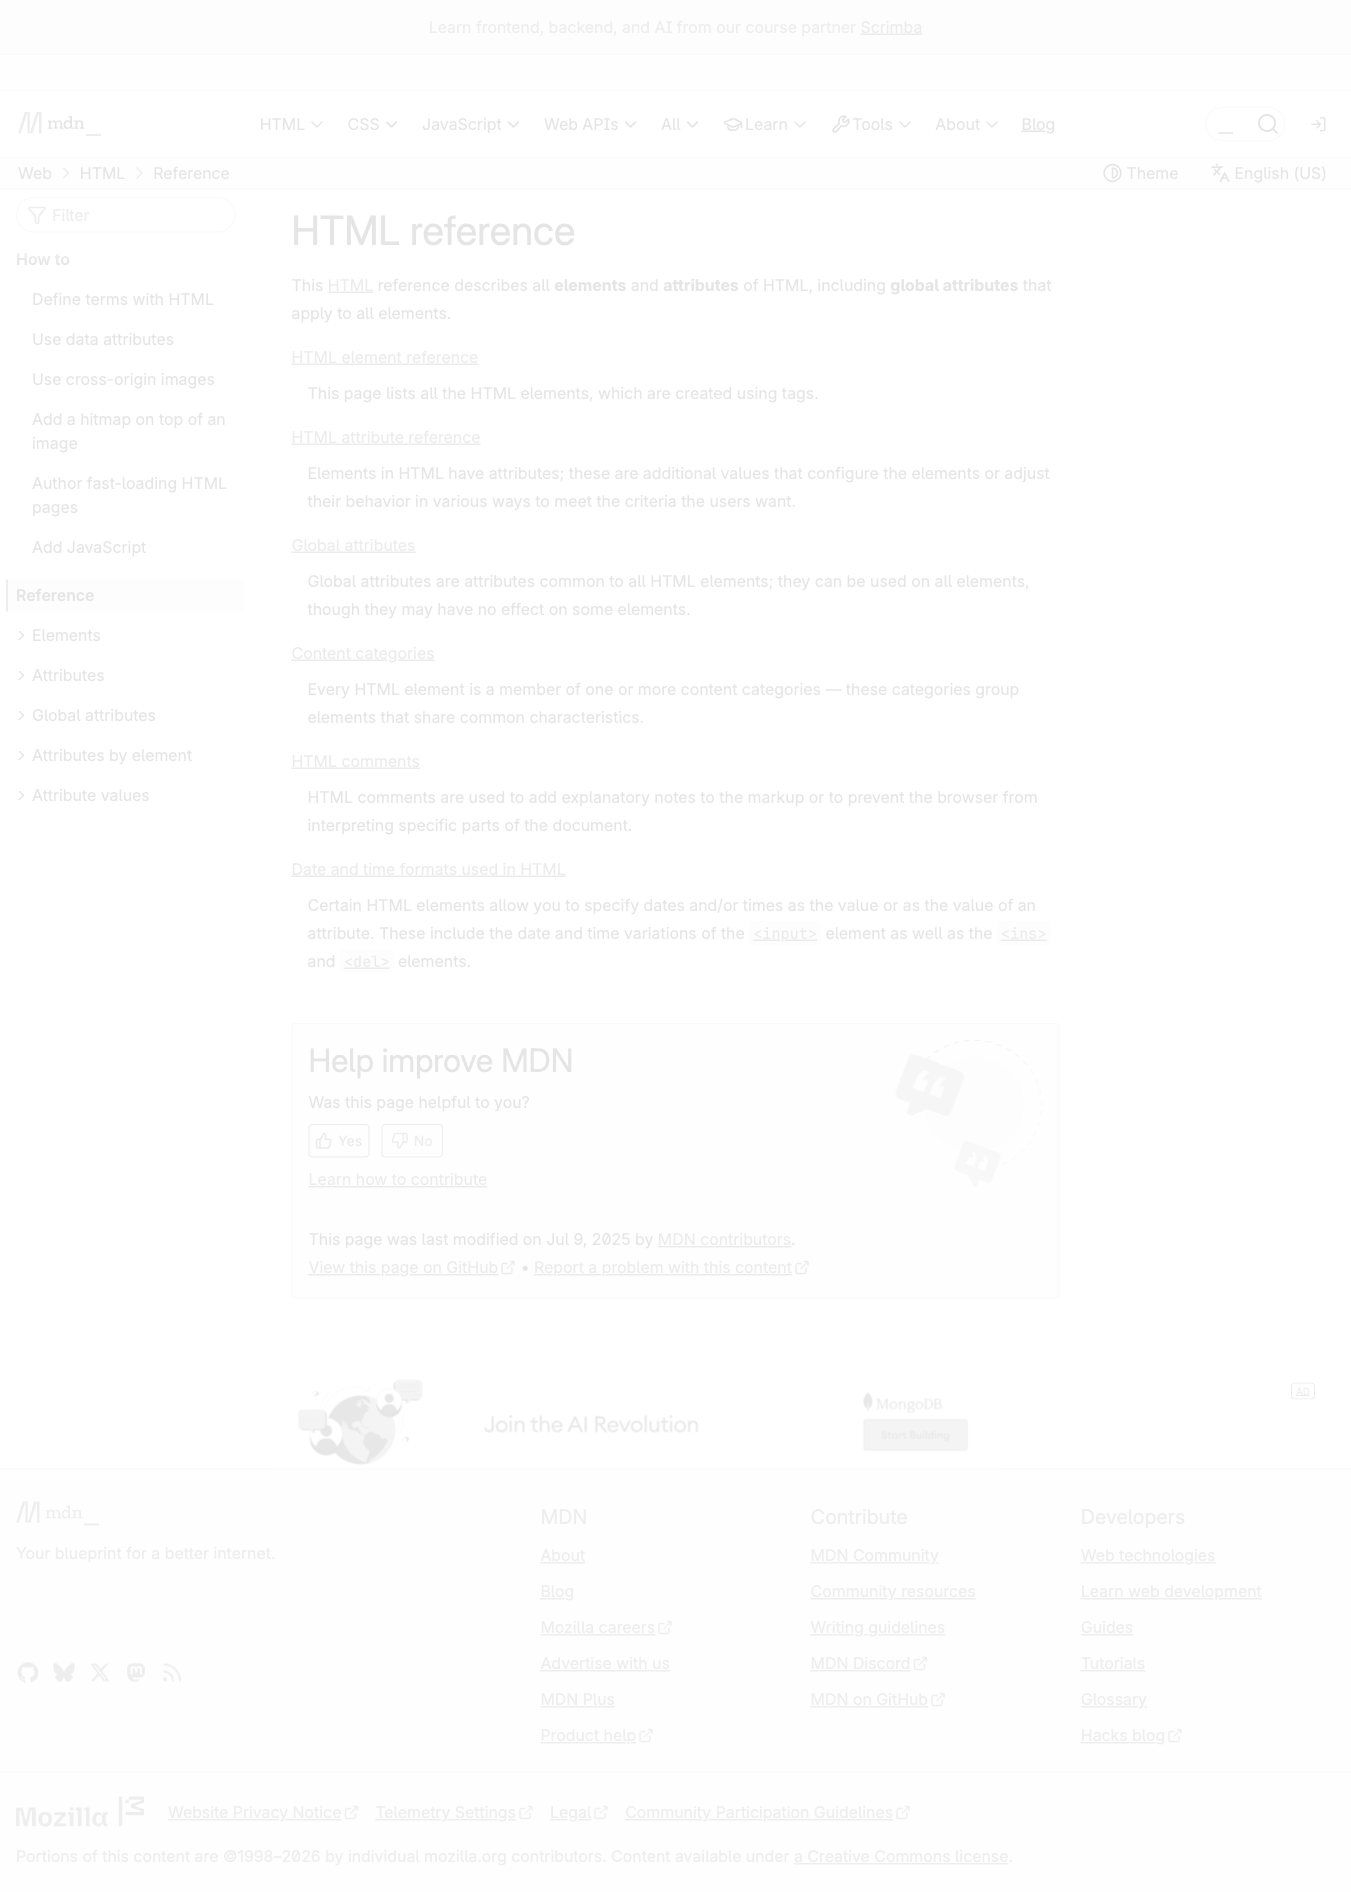 Learn frontend, backend, and AI from our course partner Scrimba
mdn_
HTML CSS JavaScript Web APIs All Learn Tools About Blog
Web > HTML > Reference
Theme English (US)
Filter
How to
Define terms with HTML
Use data attributes
Use cross-origin images
Add a hitmap on top of an
image
Author fast-loading HTML
pages
Add JavaScript
Reference
Elements
Attributes
Global attributes
Attributes by element
Attribute values
HTML reference
This HTML reference describes all elements and attributes of HTML, including global attributes that
apply to all elements.
HTML element reference
This page lists all the HTML elements, which are created using tags.
HTML attribute reference
Elements in HTML have attributes; these are additional values that configure the elements or adjust
their behavior in various ways to meet the criteria the users want.
Global attributes
Global attributes are attributes common to all HTML elements; they can be used on all elements,
though they may have no effect on some elements.
Content categories
Every HTML element is a member of one or more content categories — these categories group
elements that share common characteristics.
HTML comments
HTML comments are used to add explanatory notes to the markup or to prevent the browser from
interpreting specific parts of the document.
Date and time formats used in HTML
Certain HTML elements allow you to specify dates and/or times as the value or as the value of an
attribute. These include the date and time variations of the <input> element as well as the <ins>
and <del> elements.
Help improve MDN
Was this page helpful to you?
Yes No
Learn how to contribute
This page was last modified on Jul 9, 2025 by MDN contributors.
View this page on GitHub • Report a problem with this content
Join the AI Revolution
MongoDB
Start Building
AD
mdn_
Your blueprint for a better internet.
MDN
About
Blog
Mozilla careers
Advertise with us
MDN Plus
Product help
Contribute
MDN Community
Community resources
Writing guidelines
MDN Discord
MDN on GitHub
Developers
Web technologies
Learn web development
Guides
Tutorials
Glossary
Hacks blog
Mozilla
Website Privacy Notice Telemetry Settings Legal Community Participation Guidelines
Portions of this content are ©1998–2026 by individual mozilla.org contributors. Content available under a Creative Commons license.